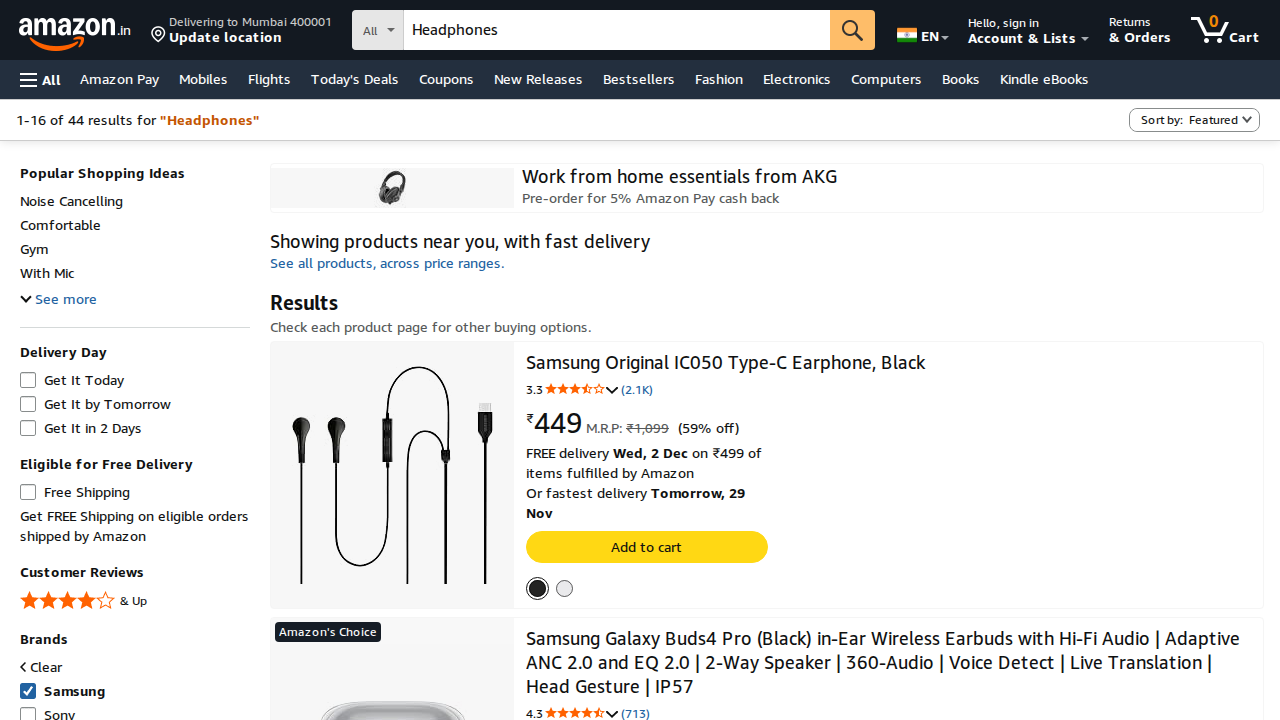 amazon.in
Delivering to Mumbai 400001
Update location
All
Headphones
EN
Hello, sign in
Account & Lists
Returns
& Orders
0
Cart
All
Amazon Pay
Mobiles
Flights
Today's Deals
Coupons
New Releases
Bestsellers
Fashion
Electronics
Computers
Books
Kindle eBooks
1-16 of 44 results for "Headphones"
Sort by: Featured
Popular Shopping Ideas
Noise Cancelling
Comfortable
Gym
With Mic
See more
Delivery Day
Get It Today
Get It by Tomorrow
Get It in 2 Days
Eligible for Free Delivery
Free Shipping
Get FREE Shipping on eligible orders
shipped by Amazon
Customer Reviews
& Up
Brands
Clear
Samsung
Sony
Work from home essentials from AKG
Pre-order for 5% Amazon Pay cash back
Showing products near you, with fast delivery
See all products, across price ranges.
Results
Check each product page for other buying options.
Samsung Original IC050 Type-C Earphone, Black
3.3 (2.1K)
₹449 M.R.P: ₹1,099 (59% off)
FREE delivery Wed, 2 Dec on ₹499 of
items fulfilled by Amazon
Or fastest delivery Tomorrow, 29
Nov
Add to cart
Amazon's Choice
Samsung Galaxy Buds4 Pro (Black) in-Ear Wireless Earbuds with Hi-Fi Audio | Adaptive
ANC 2.0 and EQ 2.0 | 2-Way Speaker | 360-Audio | Voice Detect | Live Translation |
Head Gesture | IP57
4.3 (713)